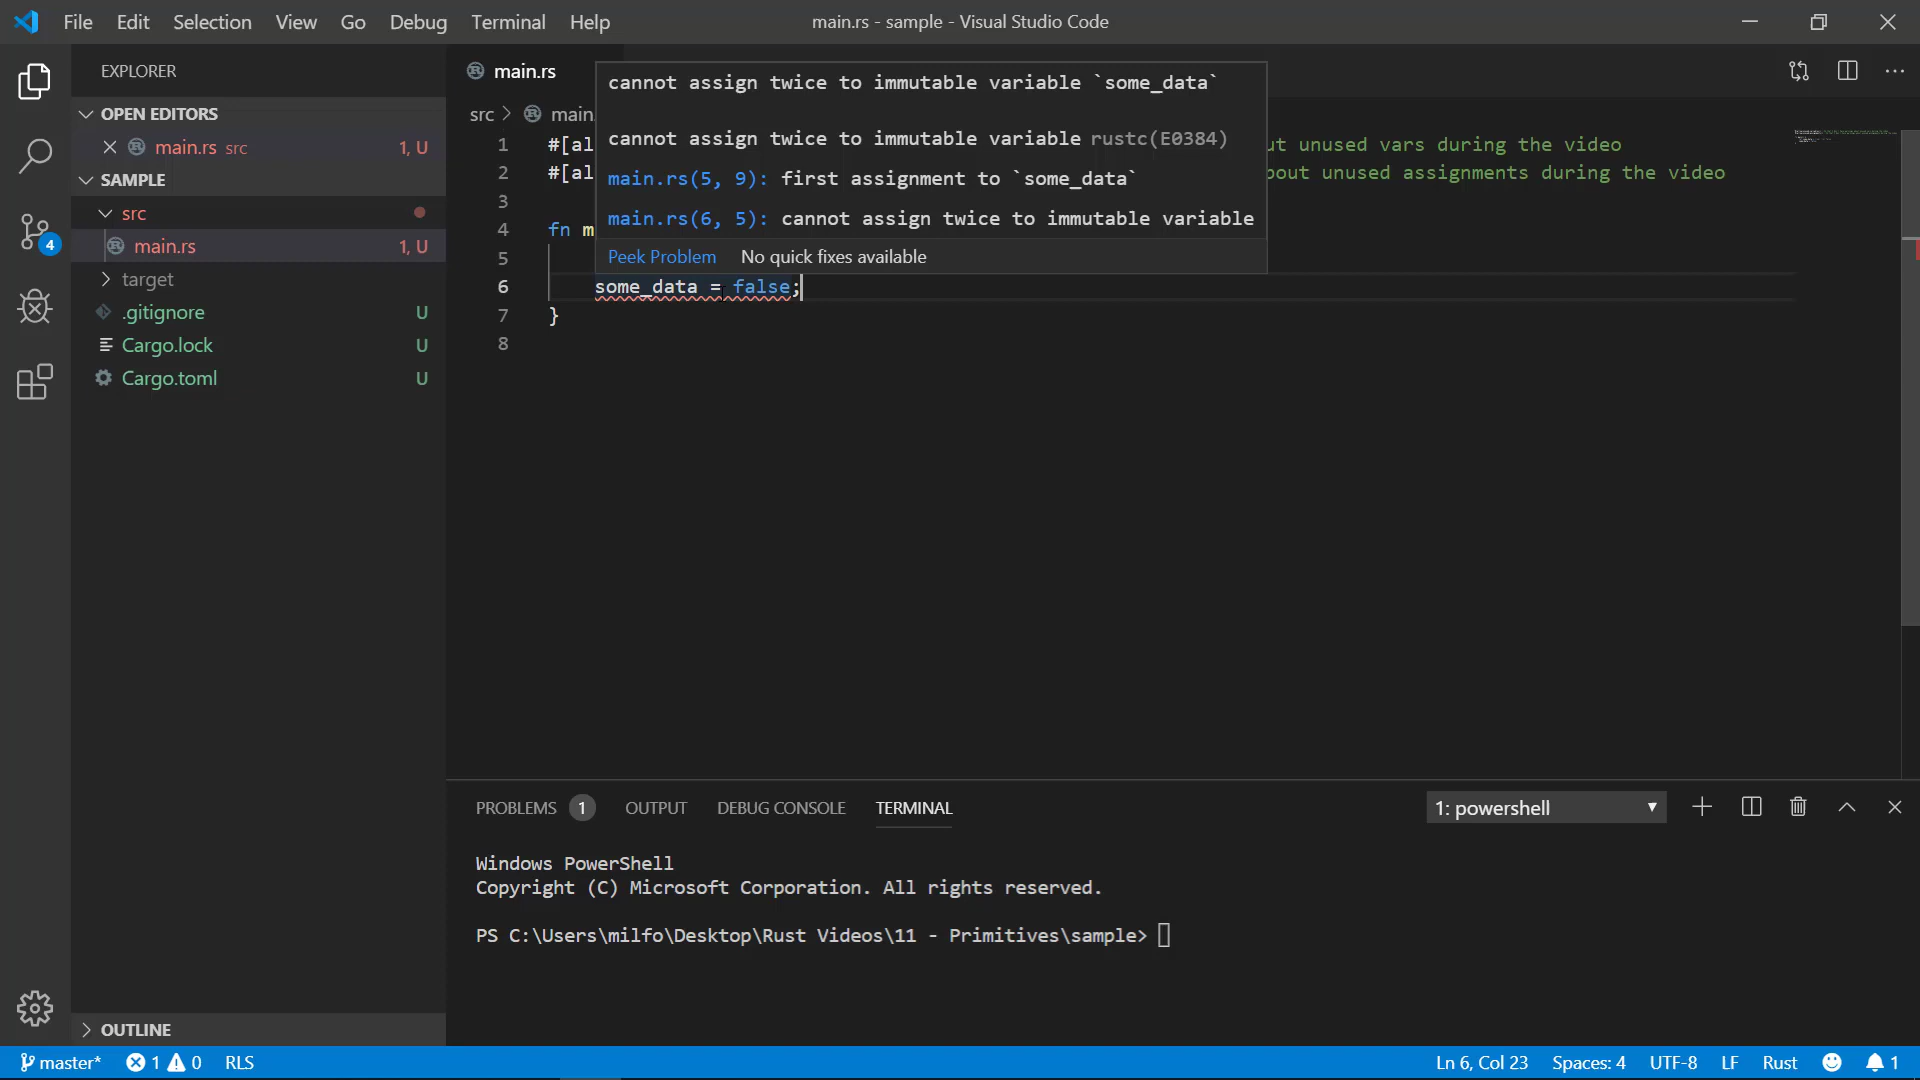 File Edit Selection View Go Debug Terminal Help
main.rs - sample - Visual Studio Code
EXPLORER
OPEN EDITORS
main.rs src 1, U
SAMPLE
src
main.rs 1, U
target
.gitignore U
Cargo.lock U
Cargo.toml U
OUTLINE
4
main.rs
src > main.
cannot assign twice to immutable variable `some_data`
cannot assign twice to immutable variable rustc(E0384)
main.rs(5, 9): first assignment to `some_data`
main.rs(6, 5): cannot assign twice to immutable variable
Peek Problem No quick fixes available
1 #[al ut unused vars during the video
2 #[al bout unused assignments during the video
3
4 fn m
5
6 some_data = false;
7 }
8
PROBLEMS 1 OUTPUT DEBUG CONSOLE TERMINAL
1: powershell
Windows PowerShell
Copyright (C) Microsoft Corporation. All rights reserved.
PS C:\Users\milfo\Desktop\Rust Videos\11 - Primitives\sample>
master* 1 0 RLS
Ln 6, Col 23 Spaces: 4 UTF-8 LF Rust 1